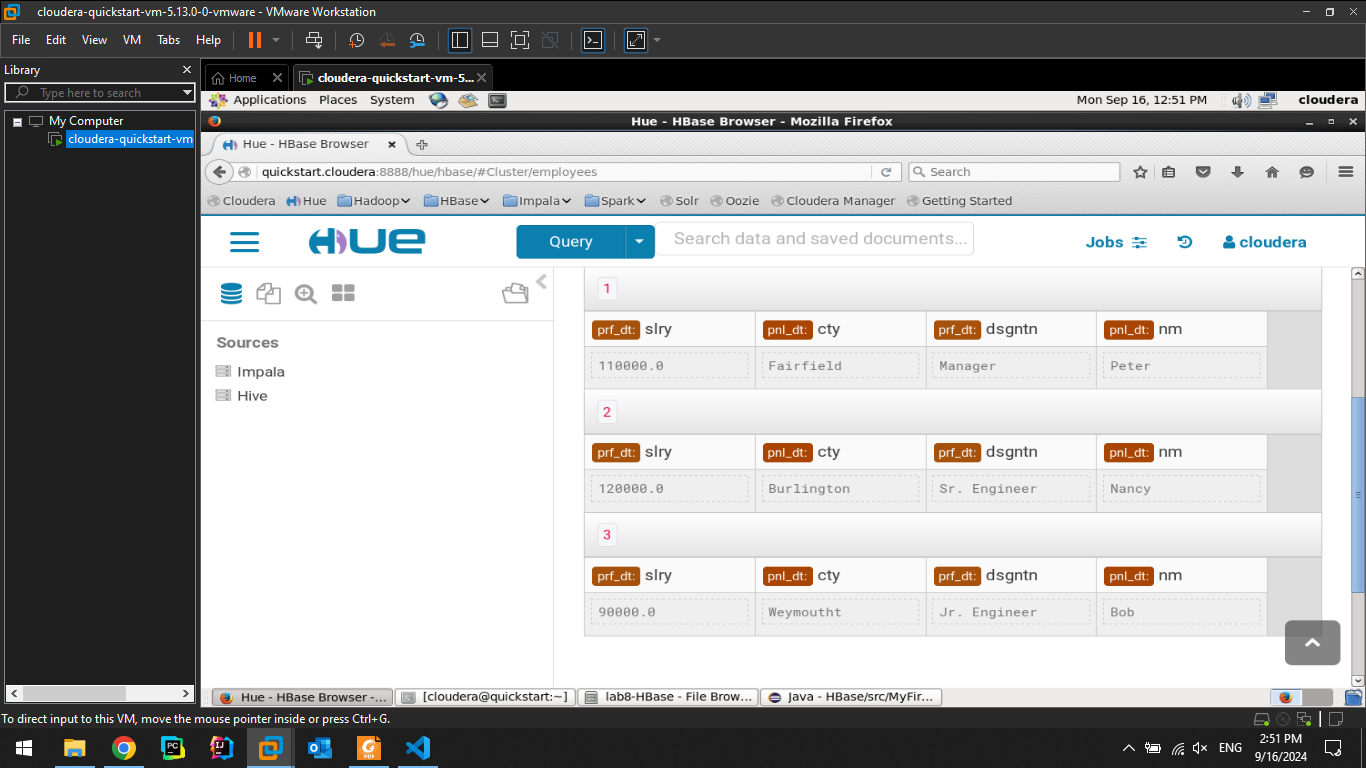 cloudera-quickstart-vm-5.13.0-0-vmware - VMware Workstation
File Edit View VM Tabs Help
Library
Type here to search
My Computer
cloudera-quickstart-vm
Home
cloudera-quickstart-vm-5...
Applications Places System
Mon Sep 16, 12:51 PM
cloudera
Hue - HBase Browser - Mozilla Firefox
Hue - HBase Browser
quickstart.cloudera:8888/hue/hbase/#Cluster/employees
Search
Cloudera Hue Hadoop HBase Impala Spark Solr Oozie Cloudera Manager Getting Started
HUE
Query
Search data and saved documents...
Jobs
cloudera
Sources
Impala
Hive
1
prf_dt: slry pnl_dt: cty prf_dt: dsgntn pnl_dt: nm
110000.0 Fairfield Manager Peter
2
prf_dt: slry pnl_dt: cty prf_dt: dsgntn pnl_dt: nm
120000.0 Burlington Sr. Engineer Nancy
3
prf_dt: slry pnl_dt: cty prf_dt: dsgntn pnl_dt: nm
90000.0 Weymoutht Jr. Engineer Bob
Hue - HBase Browser -...
[cloudera@quickstart:~]
lab8-HBase - File Brow...
Java - HBase/src/MyFir...
To direct input to this VM, move the mouse pointer inside or press Ctrl+G.
PC
IJ
PDF
ENG
2:51 PM
9/16/2024